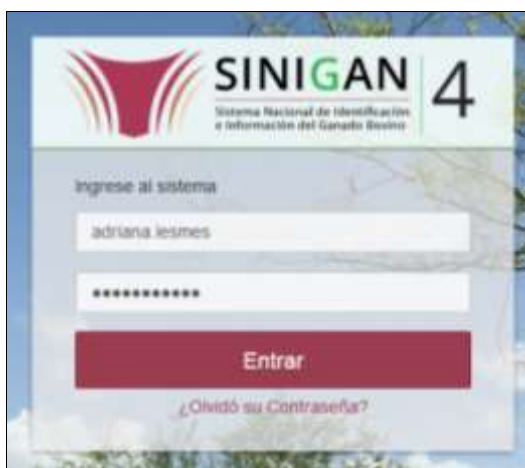 SINIGAN 4
Sistema Nacional de Identificación
e Información del Ganado Bovino
Ingrese al sistema
adriana lesmes
•••••••••••
Entrar
¿Olvidó su Contraseña?